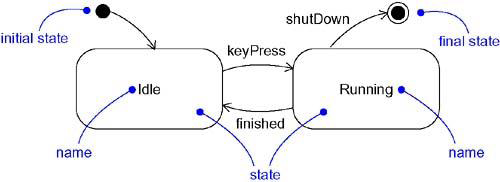 shutDown
initial state
keyPress
final state
Idle
Running
finished
name
state
name